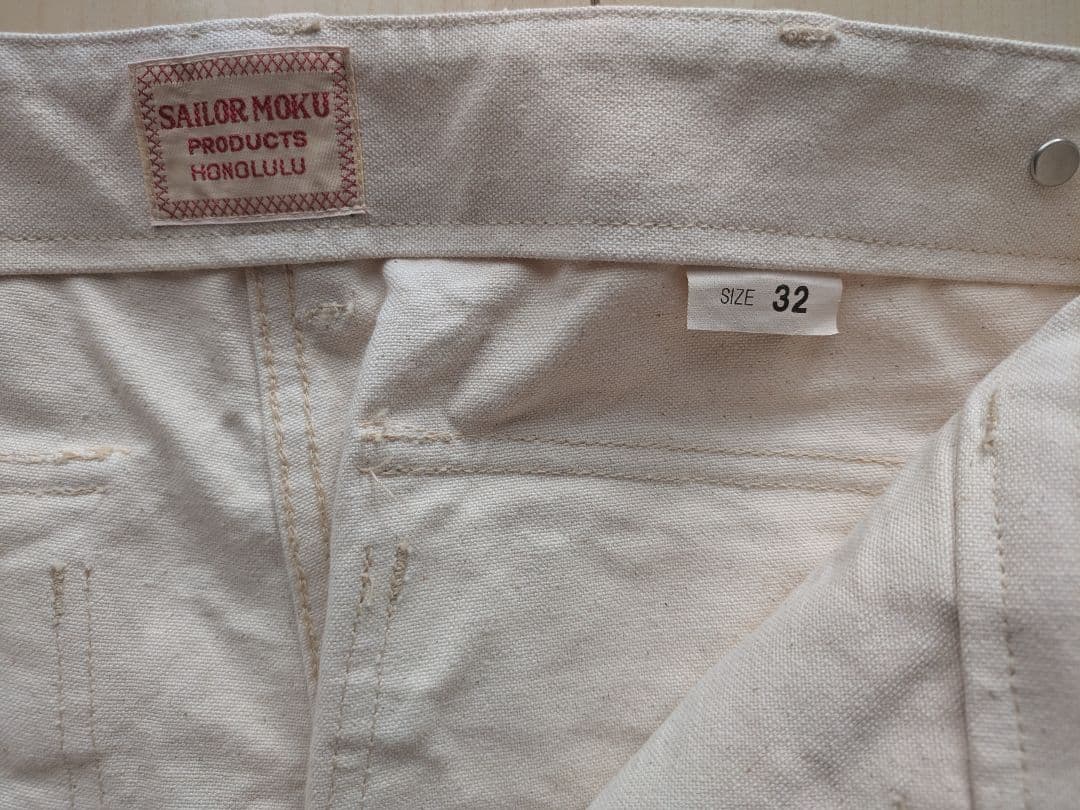 SAILOR MOKU
PRODUCTS
HONOLULU
SIZE 32